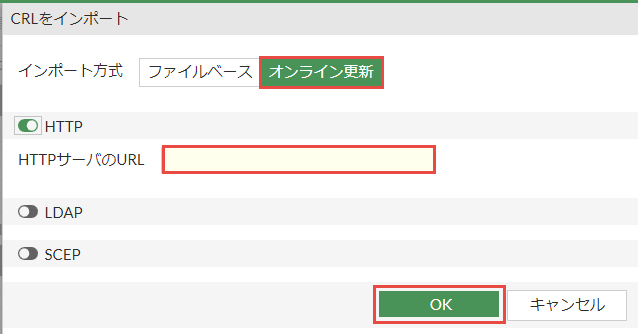 CRLをインポート
インポート方式 ファイルベース オンライン更新
HTTP
HTTPサーバのURL
LDAP
SCEP
OK キャンセル